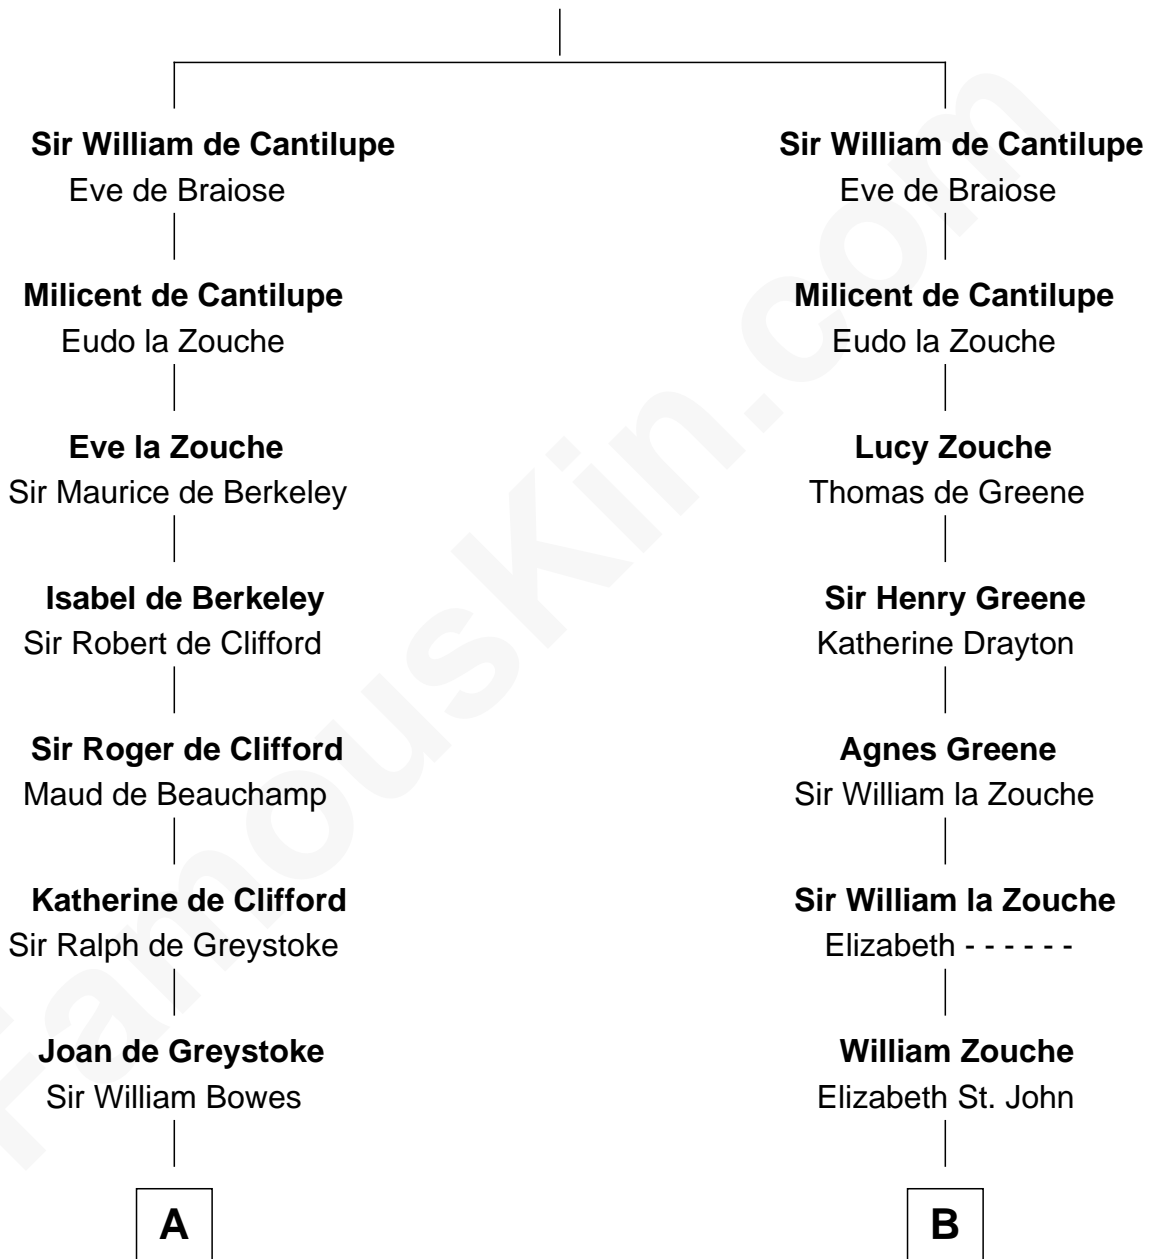 Sir William de Cantilupe
Eve de Braiose
Milicent de Cantilupe
Eudo la Zouche
Eve la Zouche
Sir Maurice de Berkeley
Isabel de Berkeley
Sir Robert de Clifford
Sir Roger de Clifford
Maud de Beauchamp
Katherine de Clifford
Sir Ralph de Greystoke
Joan de Greystoke
Sir William Bowes
A
Sir William de Cantilupe
Eve de Braiose
Milicent de Cantilupe
Eudo la Zouche
Lucy Zouche
Thomas de Greene
Sir Henry Greene
Katherine Drayton
Agnes Greene
Sir William la Zouche
Sir William la Zouche
Elizabeth - - - - - -
William Zouche
Elizabeth St. John
B
FamousKin.com